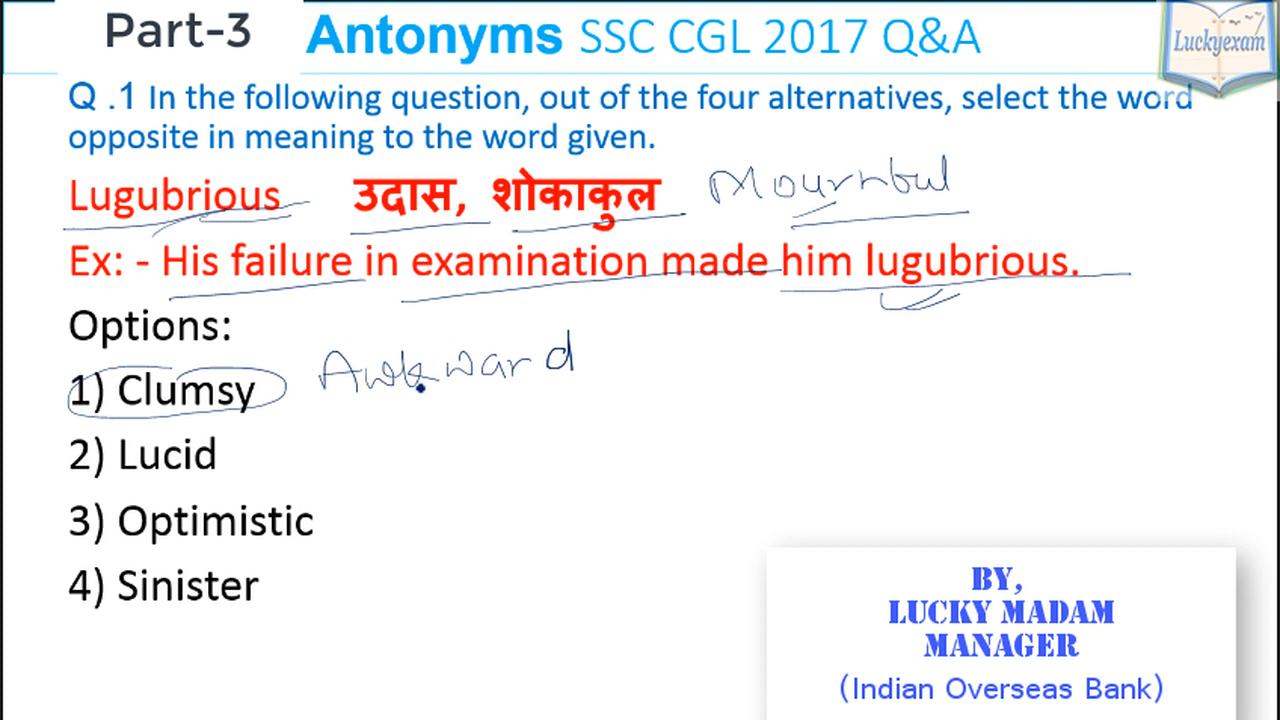 Part-3 Antonyms SSC CGL 2017 Q&A
Luckyexam
Q .1 In the following question, out of the four alternatives, select the word
opposite in meaning to the word given.
Lugubrious उदास, शोकाकुल Mournbul
Ex: - His failure in examination made him lugubrious.
Options:
1) Clumsy Awkward
2) Lucid
3) Optimistic
4) Sinister
BY,
LUCKY MADAM
MANAGER
(Indian Overseas Bank)